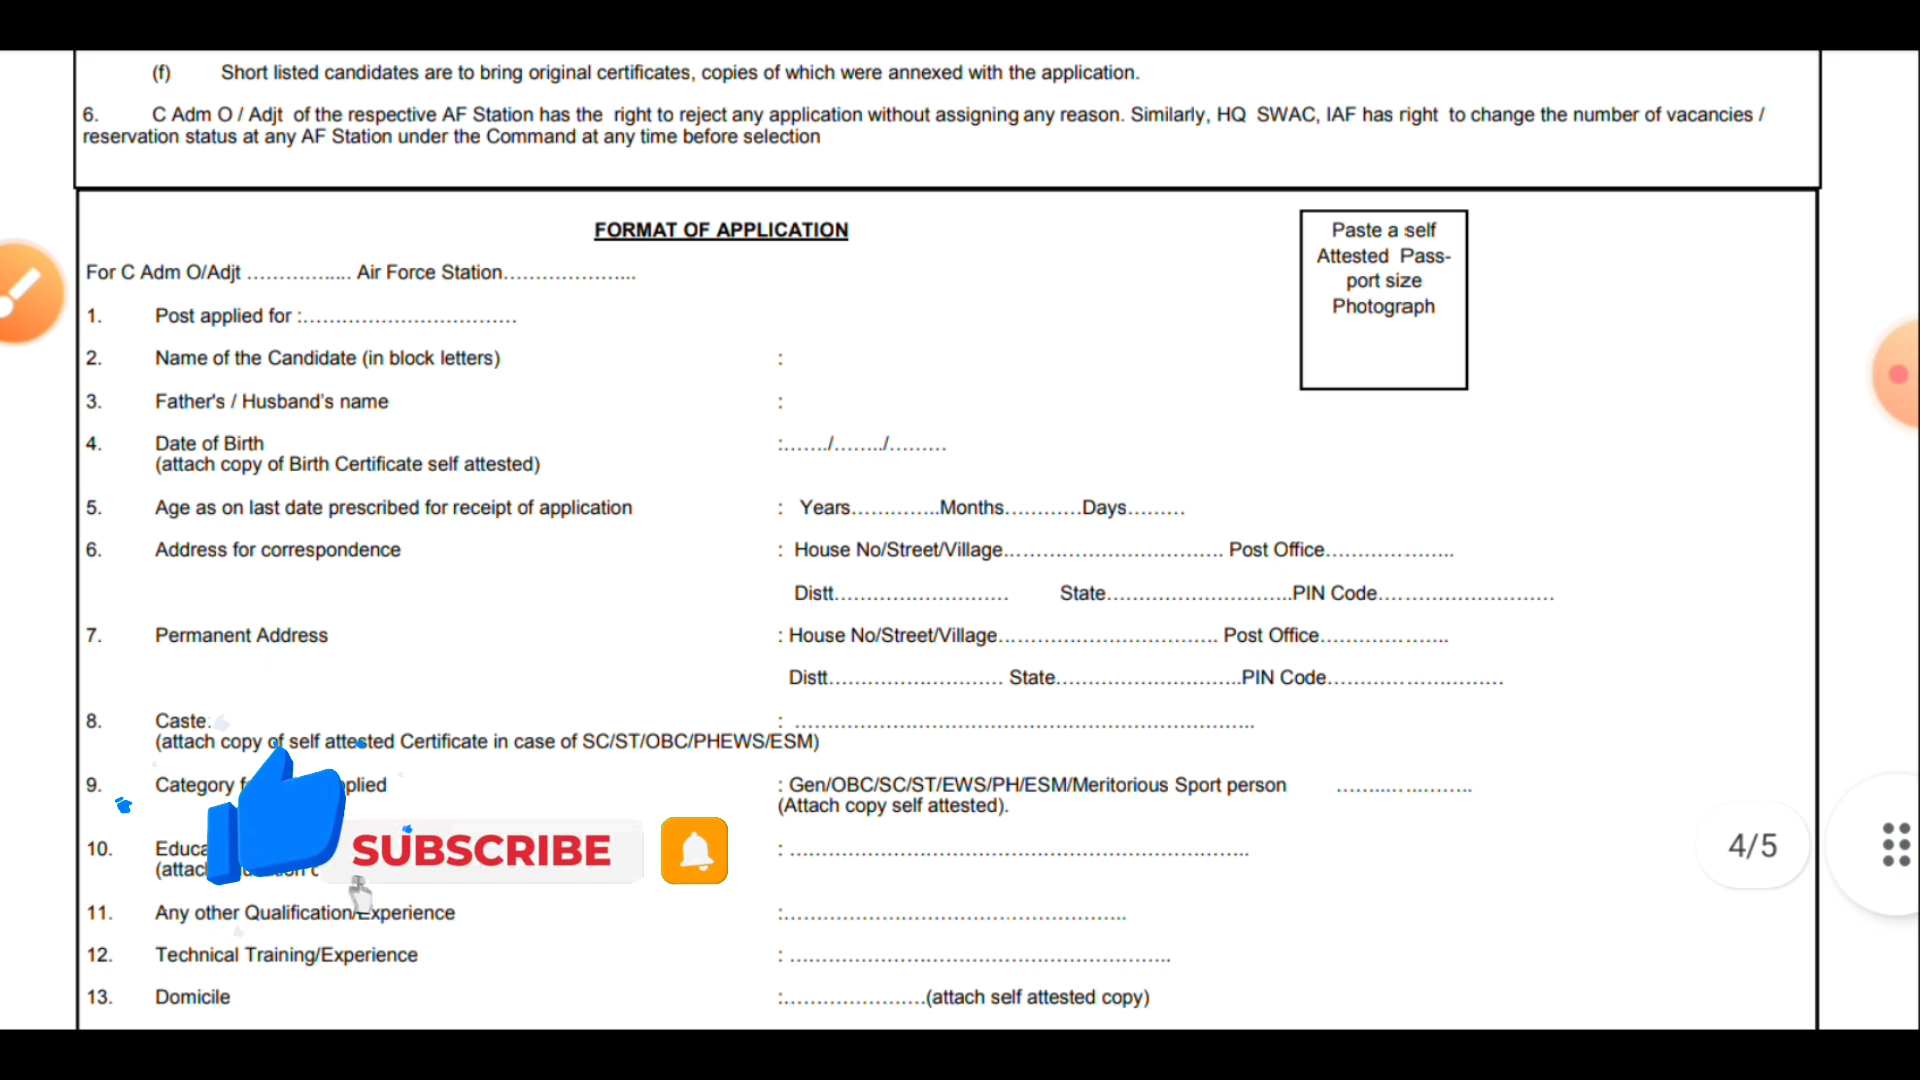 (f) Short listed candidates are to bring original certificates, copies of which were annexed with the application.
6. C Adm O / Adjt of the respective AF Station has the right to reject any application without assigning any reason. Similarly, HQ SWAC, IAF has right to change the number of vacancies /
reservation status at any AF Station under the Command at any time before selection
FORMAT OF APPLICATION
Paste a self
Attested Pass-
port size
Photograph
For C Adm O/Adjt ................ Air Force Station.....................
1. Post applied for :.................................
2. Name of the Candidate (in block letters) :
3. Father's / Husband's name :
4. Date of Birth :......./......../.........
(attach copy of Birth Certificate self attested)
5. Age as on last date prescribed for receipt of application : Years..............Months............Days.........
6. Address for correspondence : House No/Street/Village.................................. Post Office....................
Distt........................... State.............................PIN Code...........................
7. Permanent Address : House No/Street/Village.................................. Post Office....................
Distt........................... State.............................PIN Code...........................
8. Caste. : .......................................................................
(attach copy of self attested Certificate in case of SC/ST/OBC/PHEWS/ESM)
9. Category : Gen/OBC/SC/ST/EWS/PH/ESM/Meritorious Sport person .....................
(Attach copy self attested).
10. : .......................................................................
SUBSCRIBE
11. Any other Qualification/Experience :.....................................................
12. Technical Training/Experience : ...........................................................
13. Domicile :......................(attach self attested copy)
4/5